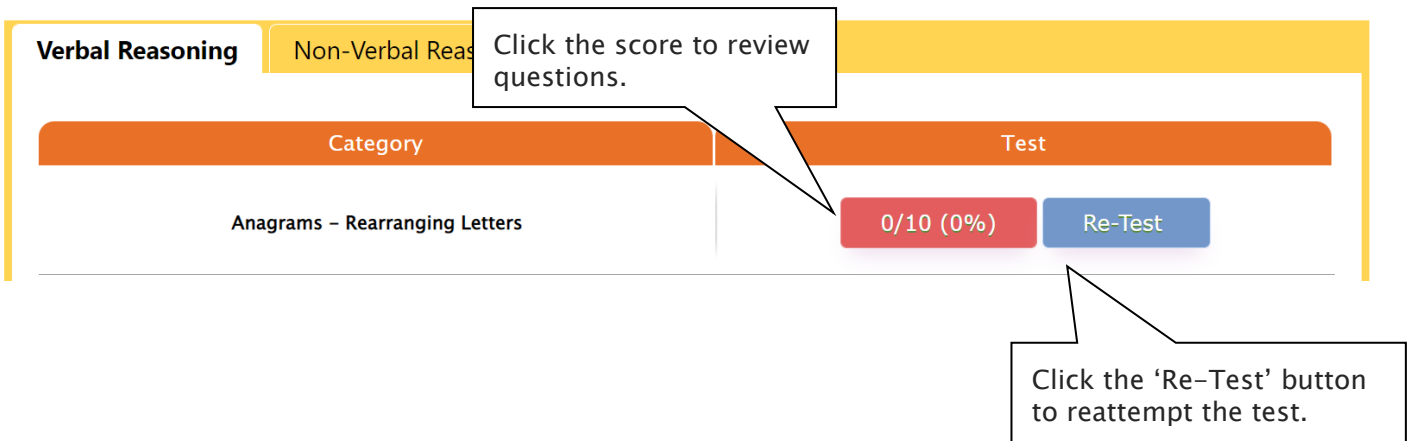 Verbal Reasoning
Non-Verbal Reas
Click the score to review
questions.
Category
Test
Anagrams – Rearranging Letters
0/10 (0%)
Re-Test
Click the ‘Re-Test’ button
to reattempt the test.